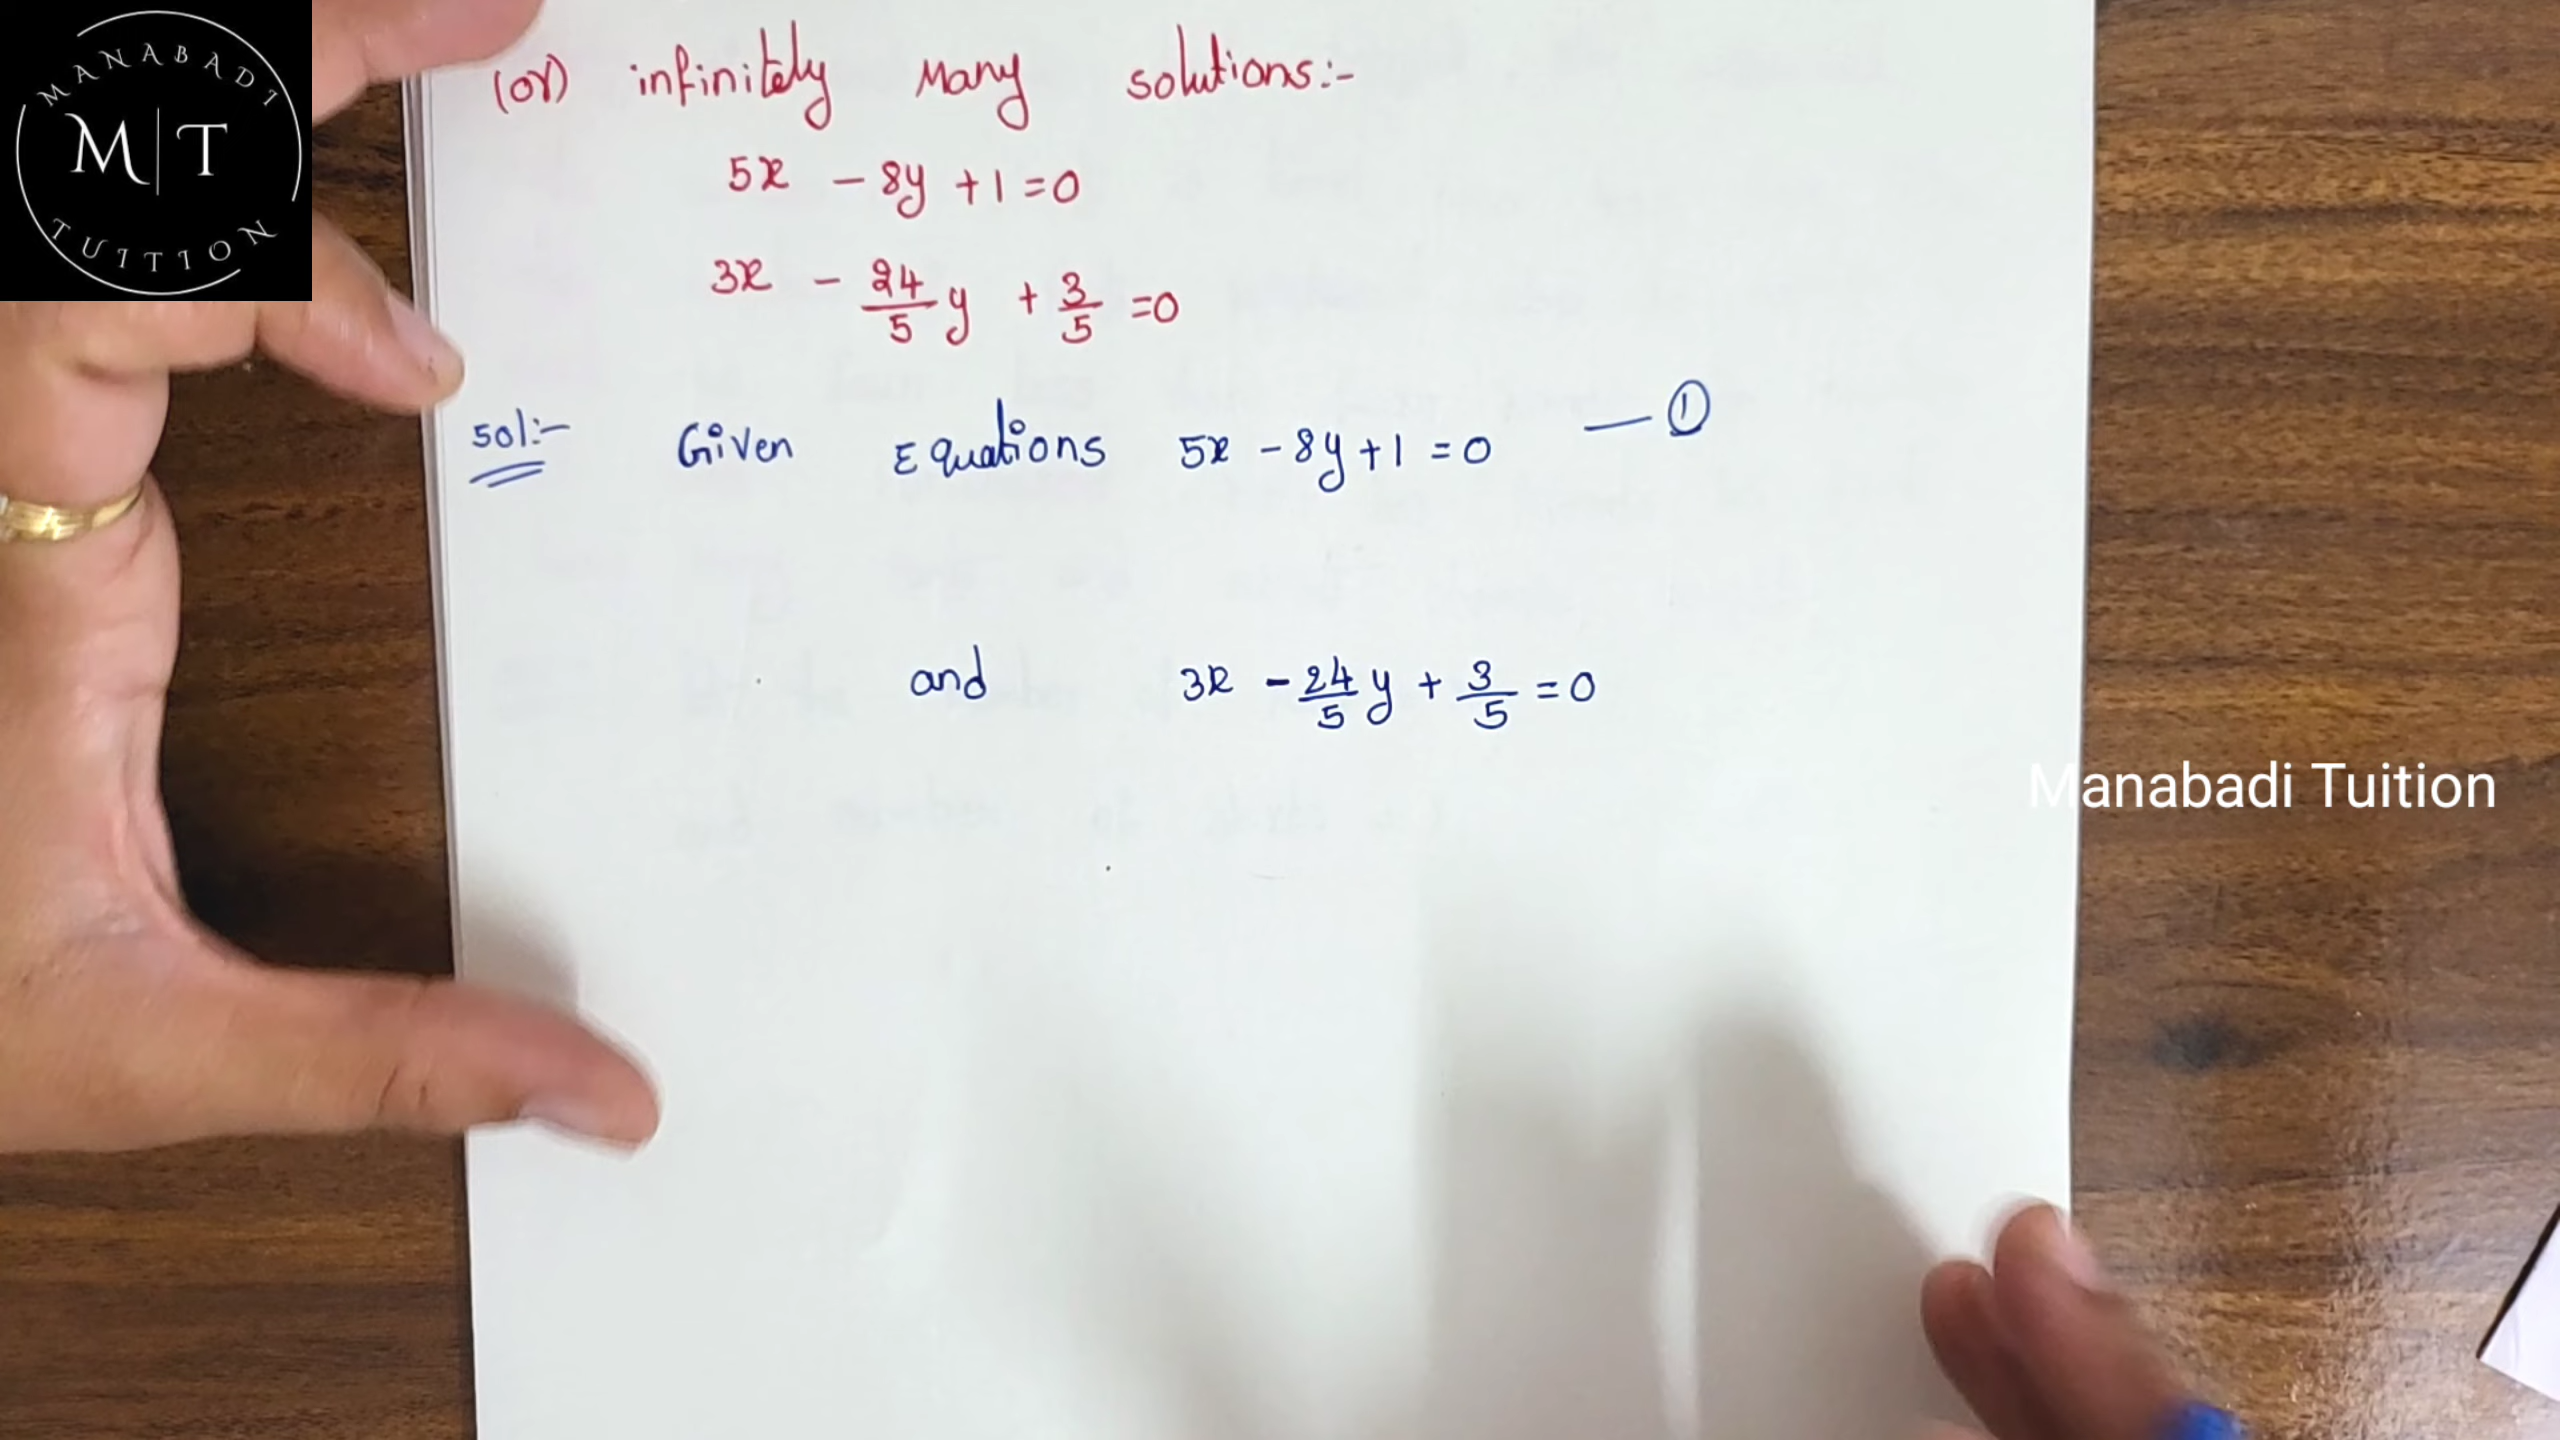 MANABADI
M|T
TUITION
(or) infinitely Many solutions:-
5x - 8y + 1 = 0
3x - 24/5 y + 3/5 = 0
Sol:- Given Equations 5x - 8y + 1 = 0 — ①
and 3x - 24/5 y + 3/5 = 0
Manabadi Tuition